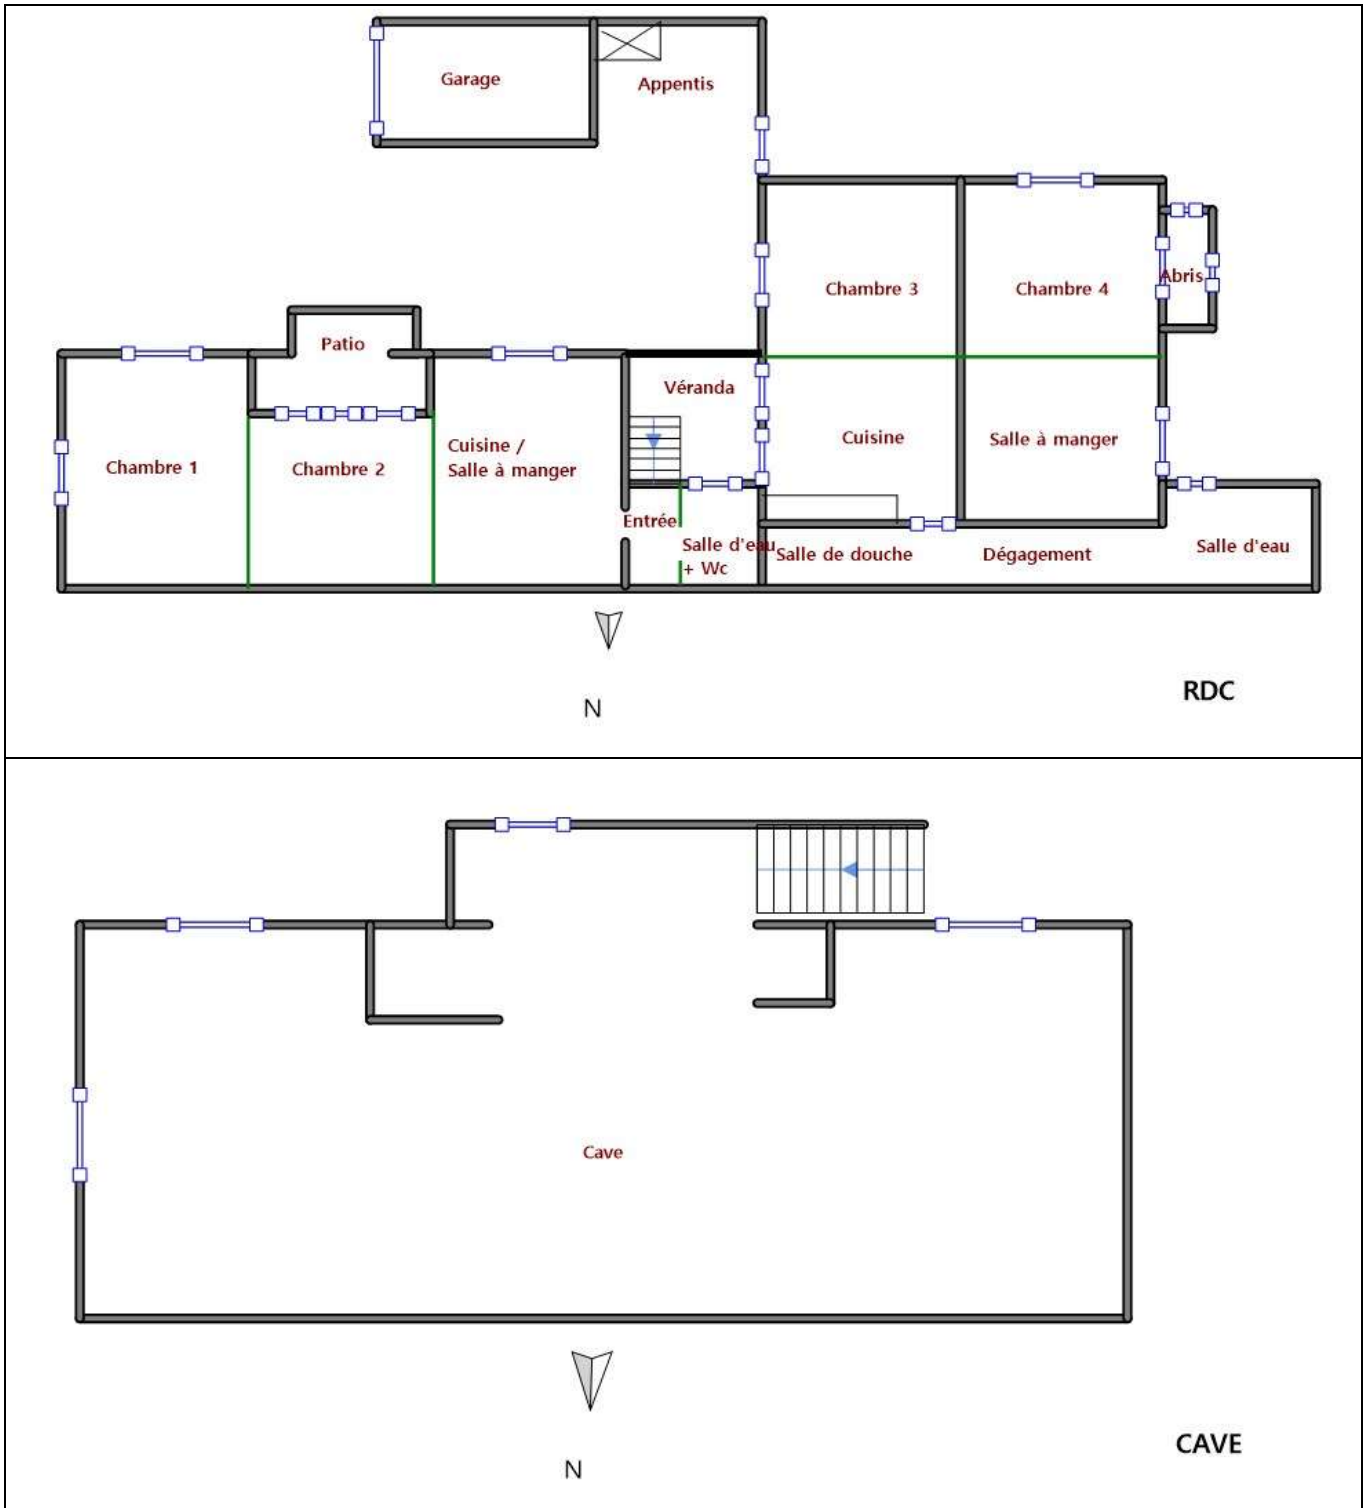 Garage
Appentis
Chambre 3
Chambre 4
Abris
Patio
Véranda
Chambre 1
Chambre 2
Cuisine /
Salle à manger
Cuisine
Salle à manger
Entrée
Salle d'eau
+ Wc
Salle de douche
Dégagement
Salle d'eau
N
RDC
Cave
N
CAVE